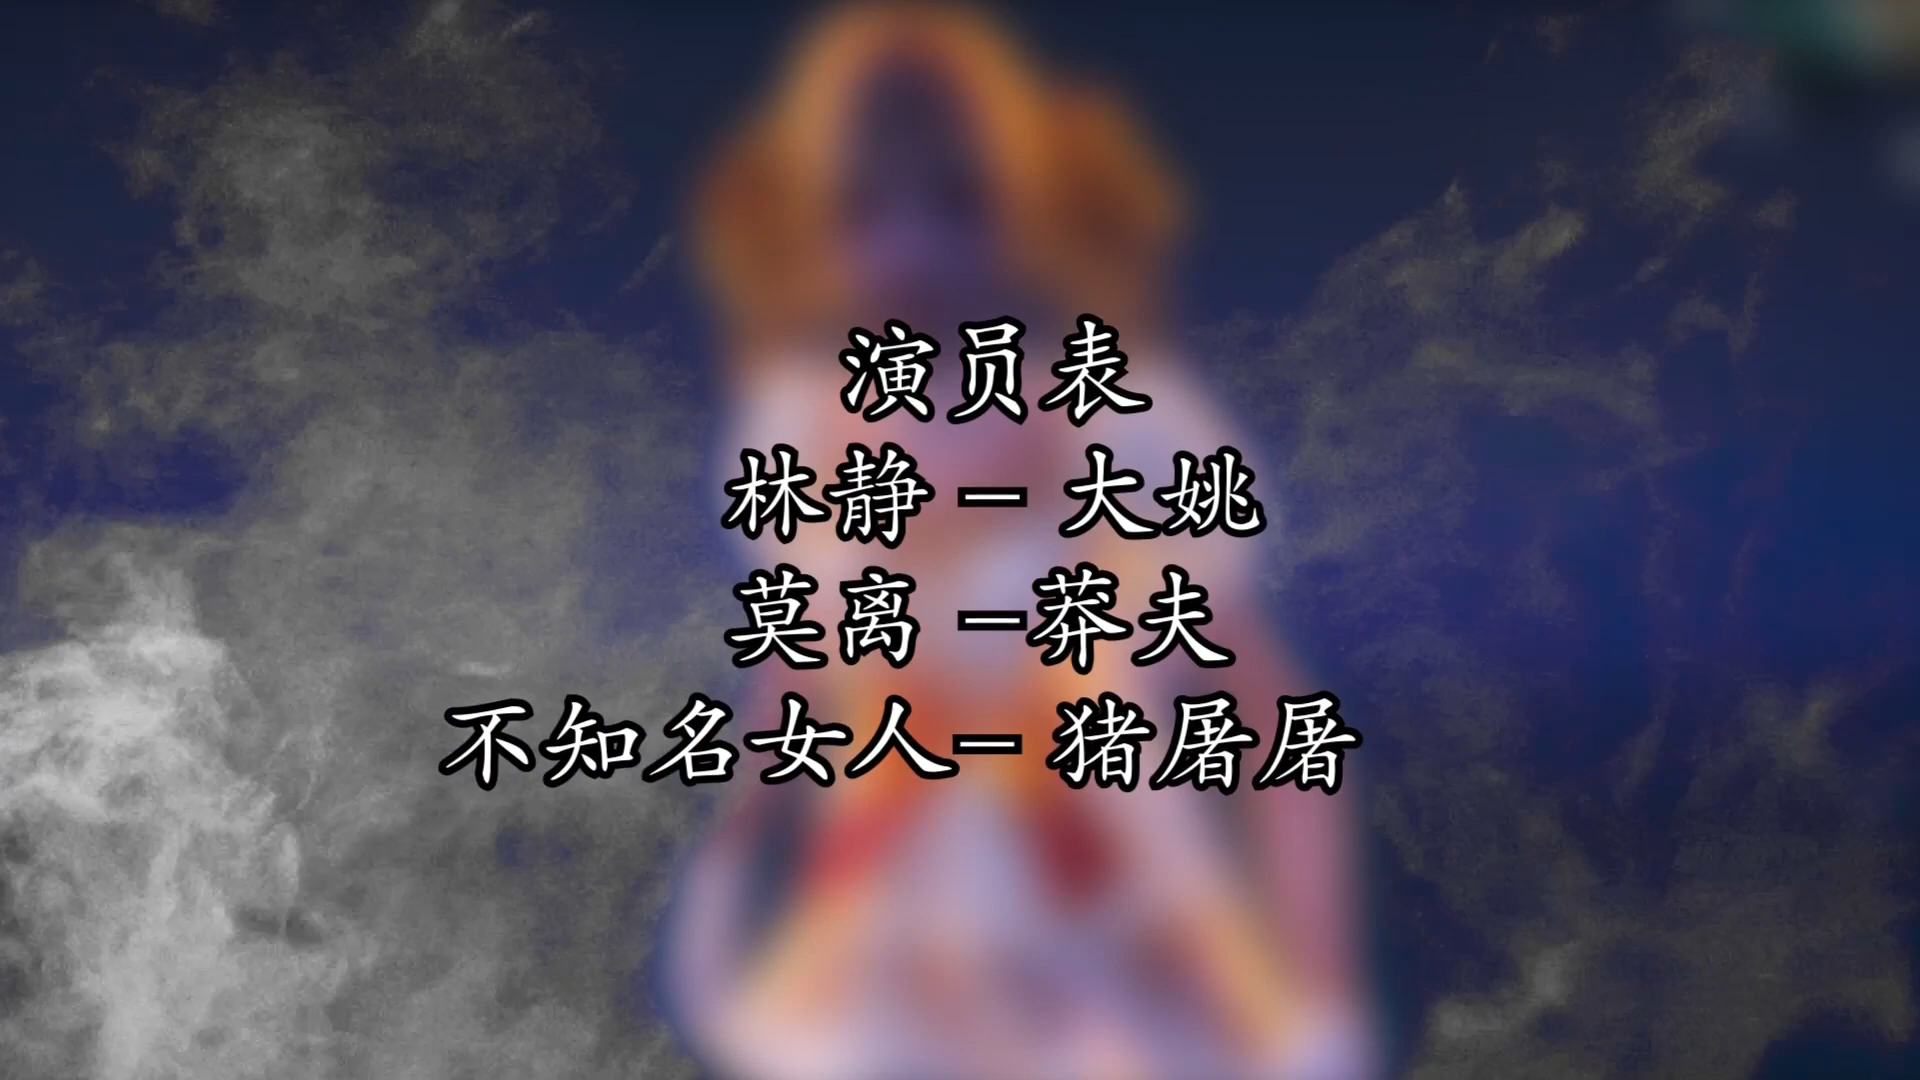 演员表
林静 – 大姚
莫离 –莽夫
不知名女人– 猪屠屠